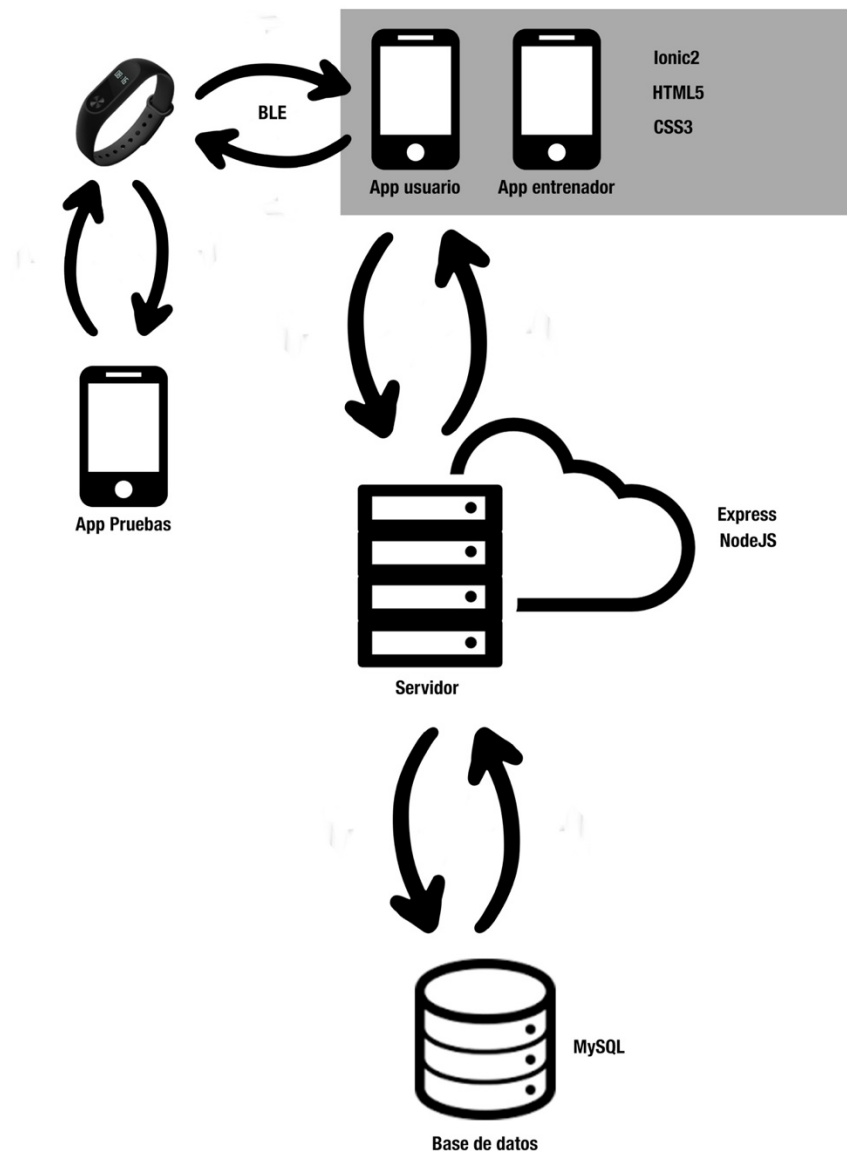 Ionic2
HTML5
CSS3
BLE
App usuario
App entrenador
App Pruebas
Express
NodeJS
Servidor
MySQL
Base de datos